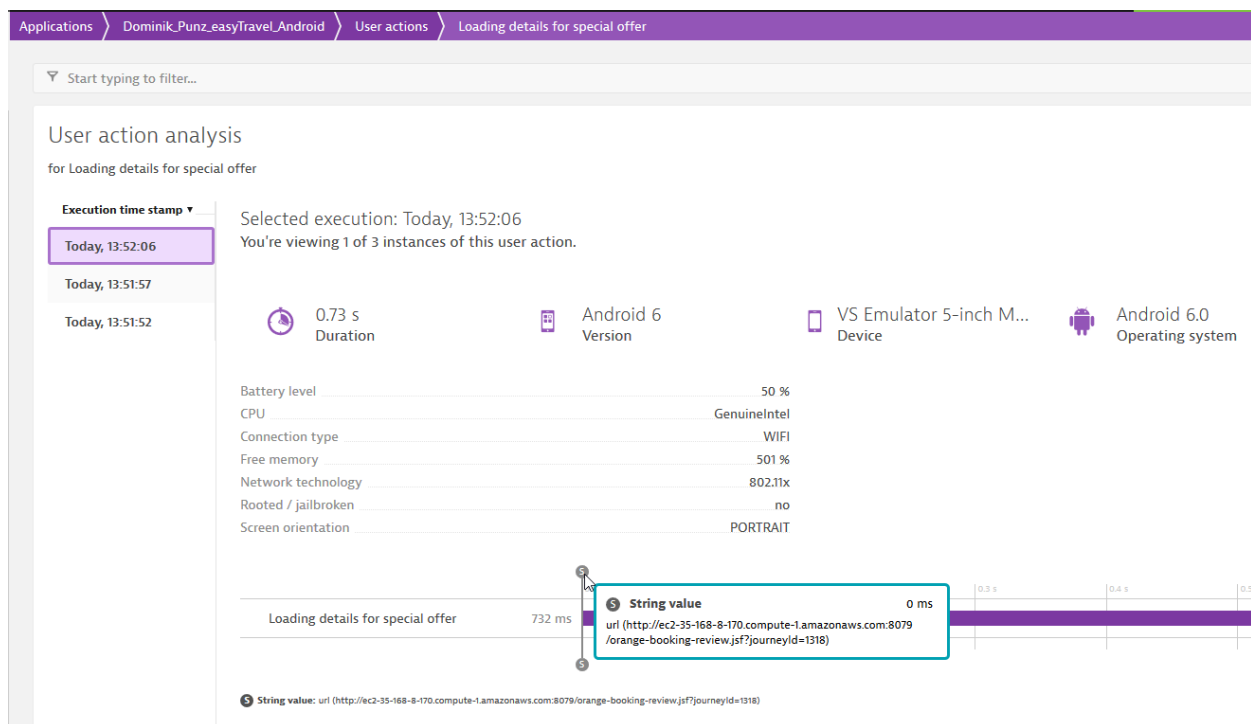 Applications Dominik_Punz_easyTravel_Android User actions Loading details for special offer
Start typing to filter...
User action analysis
for Loading details for special offer
Execution time stamp ▾
Today, 13:52:06
Today, 13:51:57
Today, 13:51:52
Selected execution: Today, 13:52:06
You're viewing 1 of 3 instances of this user action.
0.73 s
Duration
Android 6
Version
VS Emulator 5-inch M...
Device
Android 6.0
Operating system
Battery level 50 %
CPU GenuineIntel
Connection type WIFI
Free memory 501 %
Network technology 802.11x
Rooted / jailbroken no
Screen orientation PORTRAIT
S
0.3 s 0.4 s
Loading details for special offer 732 ms
S String value 0 ms
url (http://ec2-35-168-8-170.compute-1.amazonaws.com:8079
/orange-booking-review.jsf?journeyId=1318)
S
S String value: url (http://ec2-35-168-8-170.compute-1.amazonaws.com:8079/orange-booking-review.jsf?journeyId=1318)